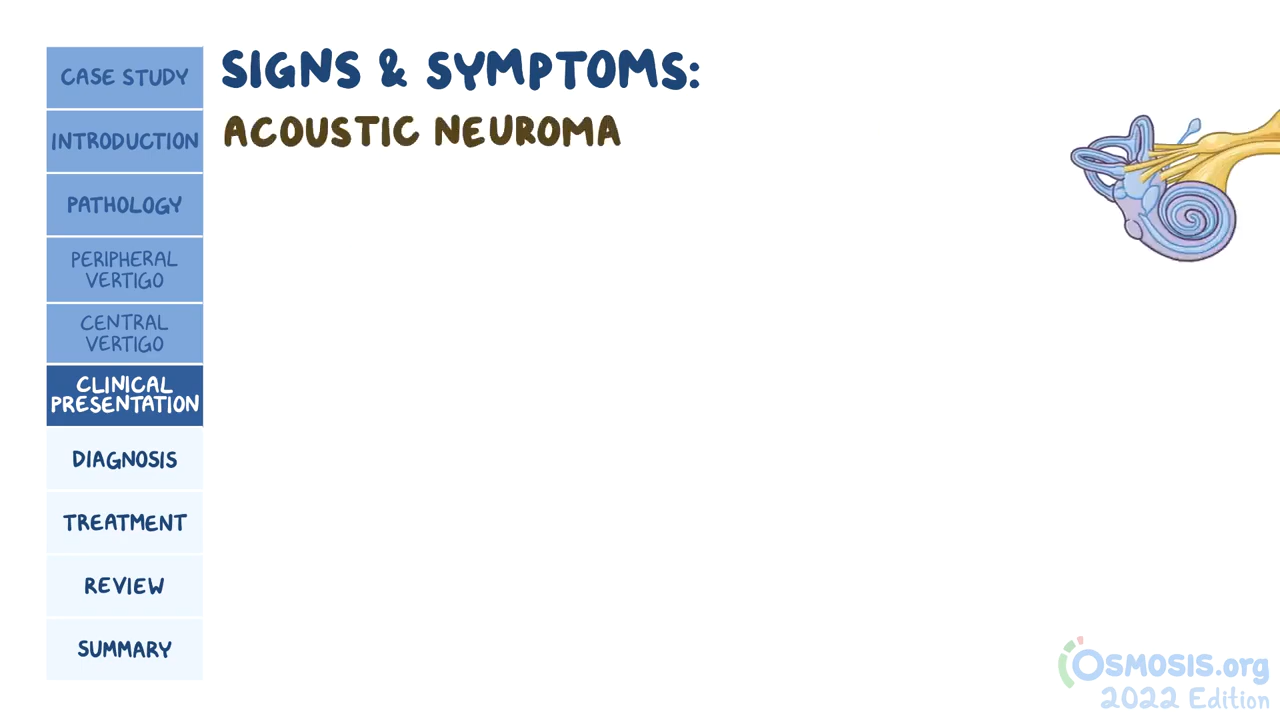 CASE STUDY
INTRODUCTION
PATHOLOGY
PERIPHERAL
VERTIGO
CENTRAL
VERTIGO
CLINICAL
PRESENTATION
DIAGNOSIS
TREATMENT
REVIEW
SUMMARY
SIGNS & SYMPTOMS:
ACOUSTIC NEUROMA
OSMOSIS.org
2022 Edition